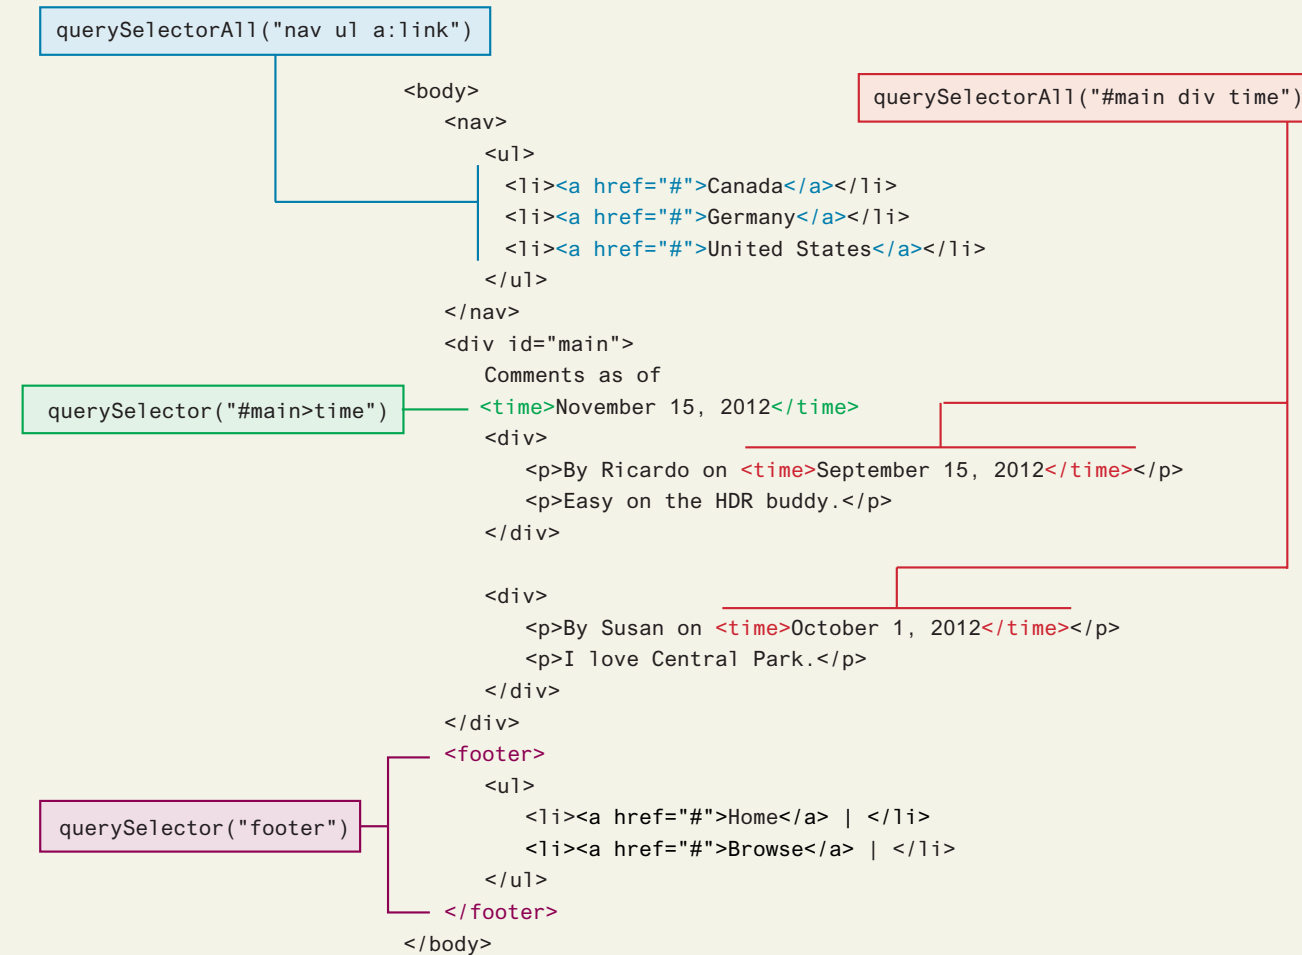 querySelectorAll("nav ul a:link")
querySelectorAll("#main div time")
<body>
<nav>
<ul>
<li><a href="#">Canada</a></li>
<li><a href="#">Germany</a></li>
<li><a href="#">United States</a></li>
</ul>
</nav>
<div id="main">
Comments as of
querySelector("#main>time")
<time>November 15, 2012</time>
<div>
<p>By Ricardo on <time>September 15, 2012</time></p>
<p>Easy on the HDR buddy.</p>
</div>
<div>
<p>By Susan on <time>October 1, 2012</time></p>
<p>I love Central Park.</p>
</div>
</div>
<footer>
<ul>
<li><a href="#">Home</a> | </li>
querySelector("footer")
<li><a href="#">Browse</a> | </li>
</ul>
</footer>
</body>